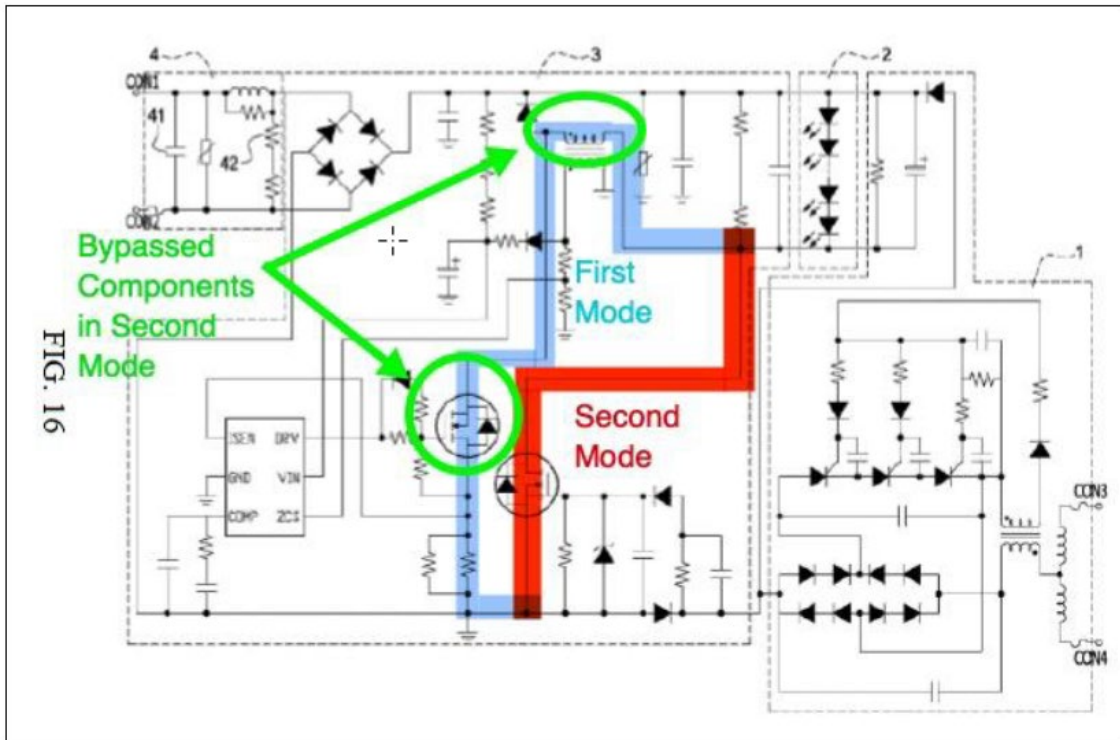 4
3
2
CON1
41
42
CON2
Bypassed
Components
in Second
Mode
First
Mode
1
FIG. 16
Second
Mode
ISEN DRV
GND VIN
COMP ZCS
CON3
CON4